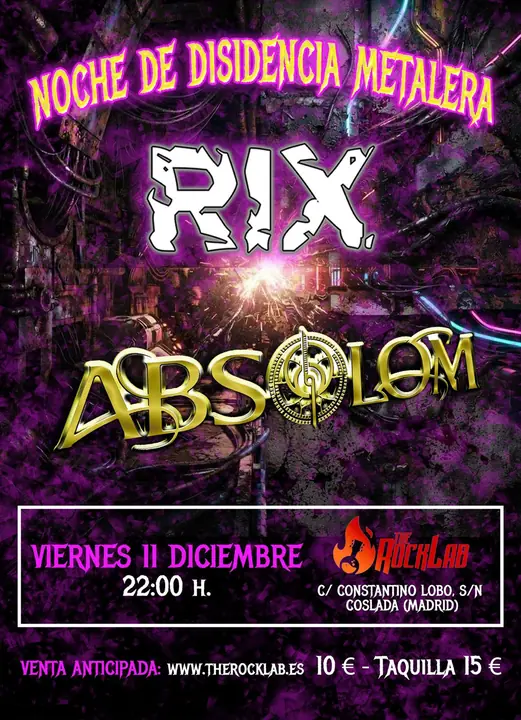 NOCHE DE DISIDENCIA METALERA
RIX
ABSOLOM
VIERNES 11 DICIEMBRE
22:00 H.
THE ROCKLAB
C/ CONSTANTINO LOBO, S/N
COSLADA (MADRID)
VENTA ANTICIPADA: WWW.THEROCKLAB.ES 10 € - TAQUILLA 15 €